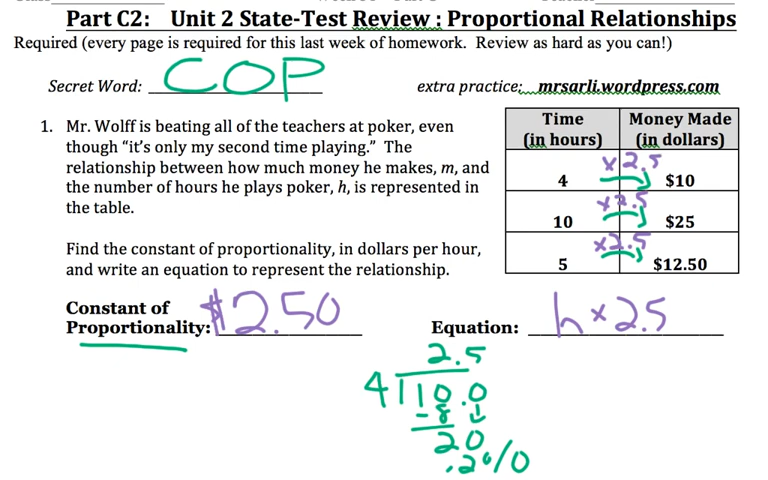 Part C2: Unit 2 State-Test Review : Proportional Relationships
Required (every page is required for this last week of homework. Review as hard as you can!)
Secret Word: COP
extra practice: mrsarli.wordpress.com
1. Mr. Wolff is beating all of the teachers at poker, even
though “it’s only my second time playing.” The
relationship between how much money he makes, m, and
the number of hours he plays poker, h, is represented in
the table.
Find the constant of proportionality, in dollars per hour,
and write an equation to represent the relationship.
Time Money Made
(in hours) (in dollars)
x 2.5
4 $10
x2.5
10 $25
x2.5
5 $12.50
Constant of
Proportionality: $2.50
Equation: h x 2.5
2.5
4 10.0
- 8
20